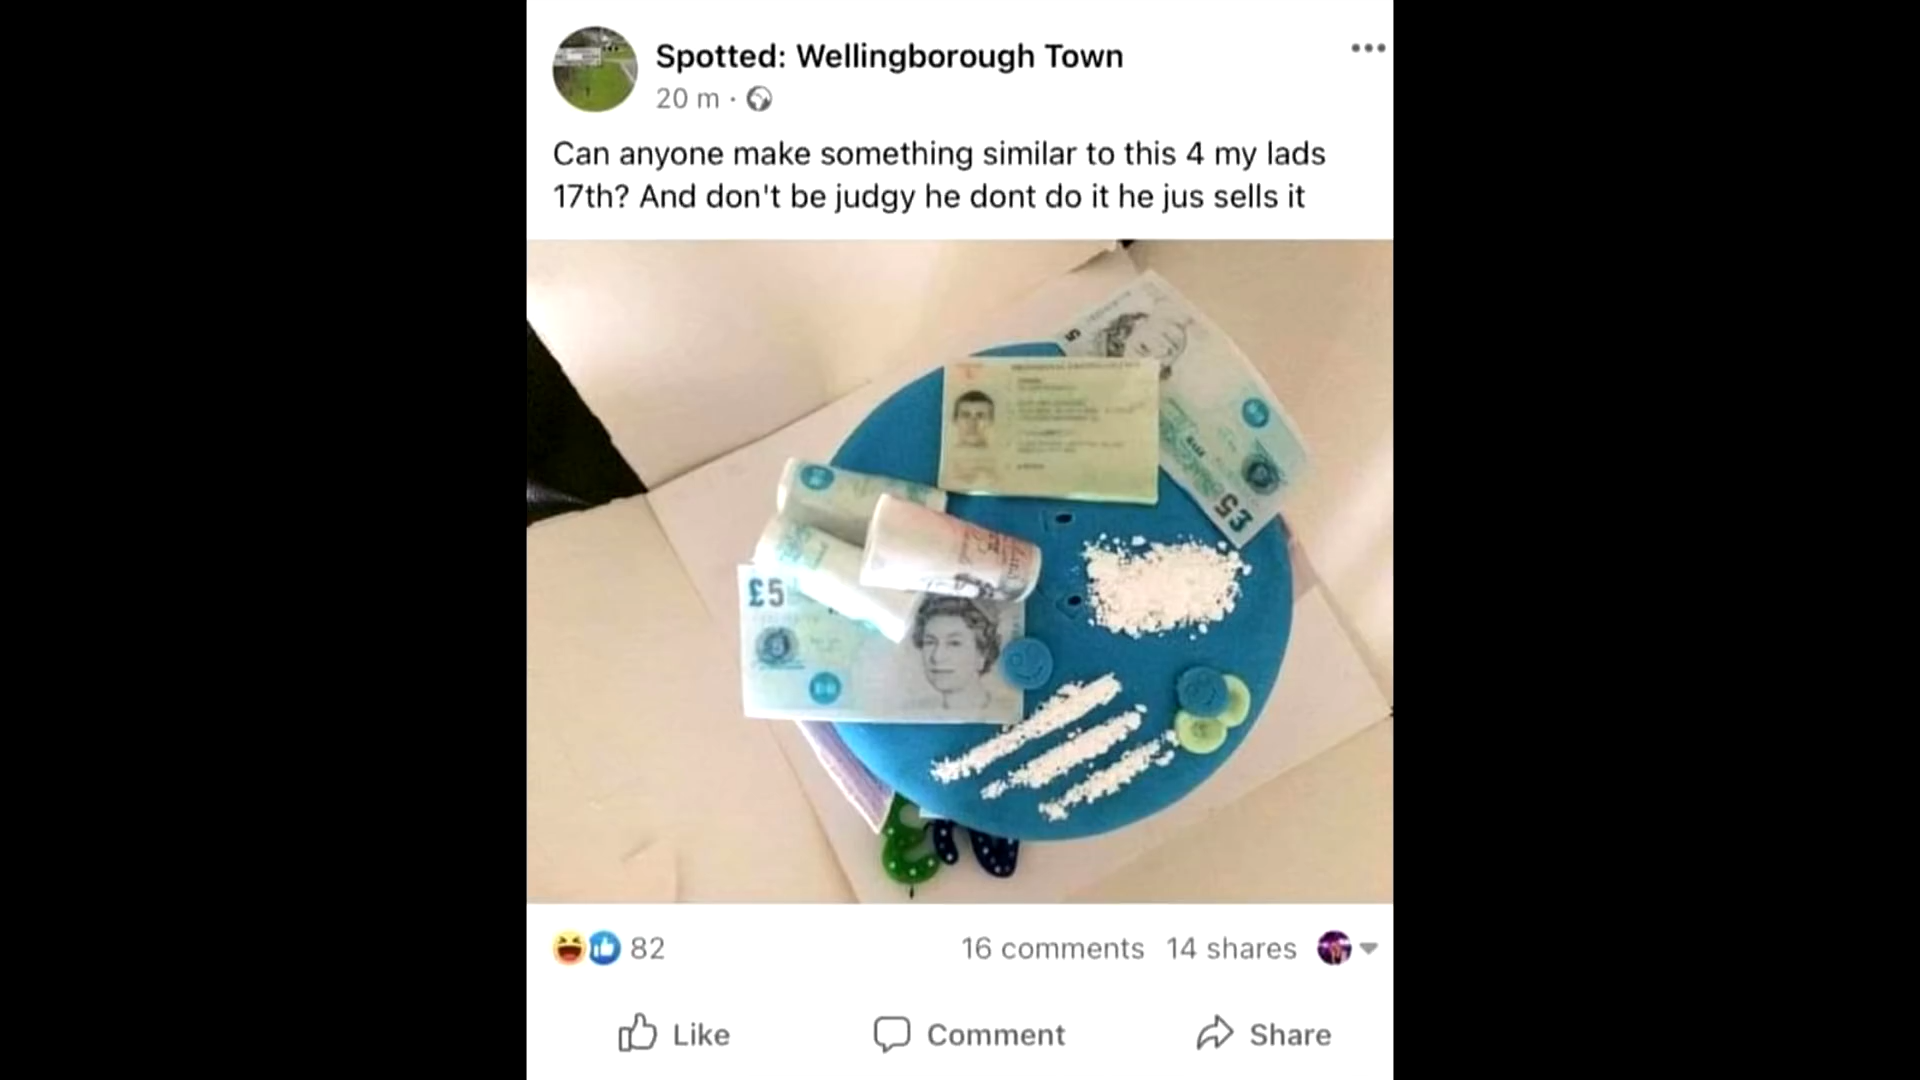 Spotted: Wellingborough Town
20 m ·
Can anyone make something similar to this 4 my lads
17th? And don't be judgy he dont do it he jus sells it
5
£5
£5
82
16 comments 14 shares
Like
Comment
Share